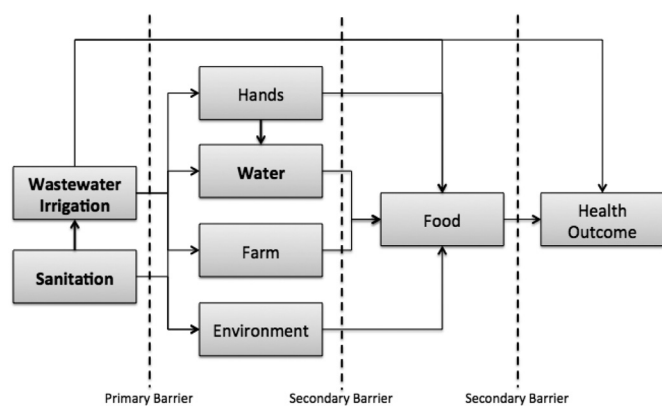 Hands
Water
Wastewater
Irrigation
Food
Health
Outcome
Farm
Sanitation
Environment
Primary Barrier
Secondary Barrier
Secondary Barrier